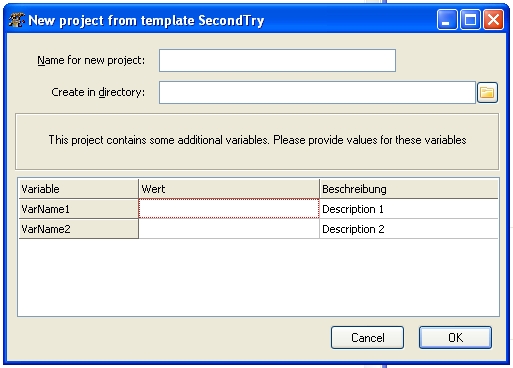 New project from template SecondTry
Name for new project:
Create in directory:
This project contains some additional variables. Please provide values for these variables
Variable Wert Beschreibung
VarName1 Description 1
VarName2 Description 2
Cancel OK